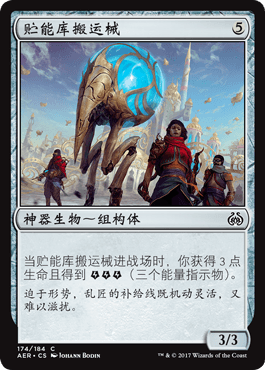 贮能库搬运械 5
神器生物～组构体
当贮能库搬运械进战场时，你获得3点
生命且得到（三个能量指示物）。
迫于形势，乱匠的补给线既机动灵活，又
难以滋扰。
3/3
174/184 C
AER • CS Johann Bodin
™ & © 2017 Wizards of the Coast